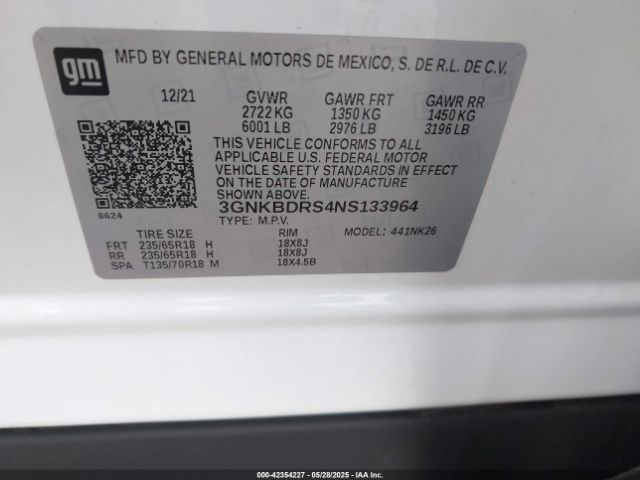 gm
MFD BY GENERAL MOTORS DE MEXICO, S. DE R.L. DE C.V.
12/21 GVWR GAWR FRT GAWR RR
2722 KG 1350 KG 1450 KG
6001 LB 2976 LB 3196 LB
THIS VEHICLE CONFORMS TO ALL
APPLICABLE U.S. FEDERAL MOTOR
VEHICLE SAFETY STANDARDS IN EFFECT
ON THE DATE OF MANUFACTURE
SHOWN ABOVE.
8624 3GNKBDRS4NS133964
TYPE: M.P.V.
TIRE SIZE RIM MODEL: 441NK26
FRT 235/65R18 H 18X8J
RR 235/65R18 H 18X8J
SPA T135/70R18 M 18X4.5B
000-42354227 - 05/28/2025 - IAA Inc.